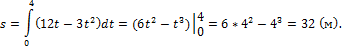 s = ∫₀⁴(12t − 3t²)dt = (6t² − t³)|₀⁴ = 6 * 4² − 4³ = 32 (м).